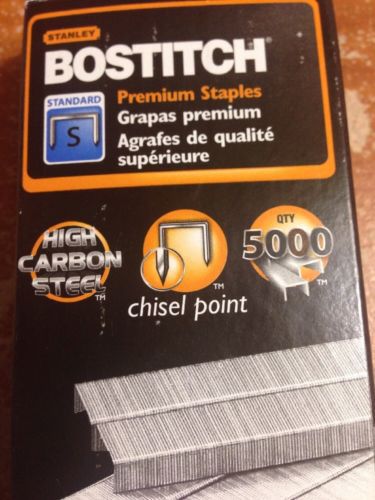 STANLEY
BOSTITCH®
STANDARD
S
Premium Staples
Grapas premium
Agrafes de qualité
supérieure
HIGH
CARBON
STEEL™
™
chisel point
QTY
5000
™